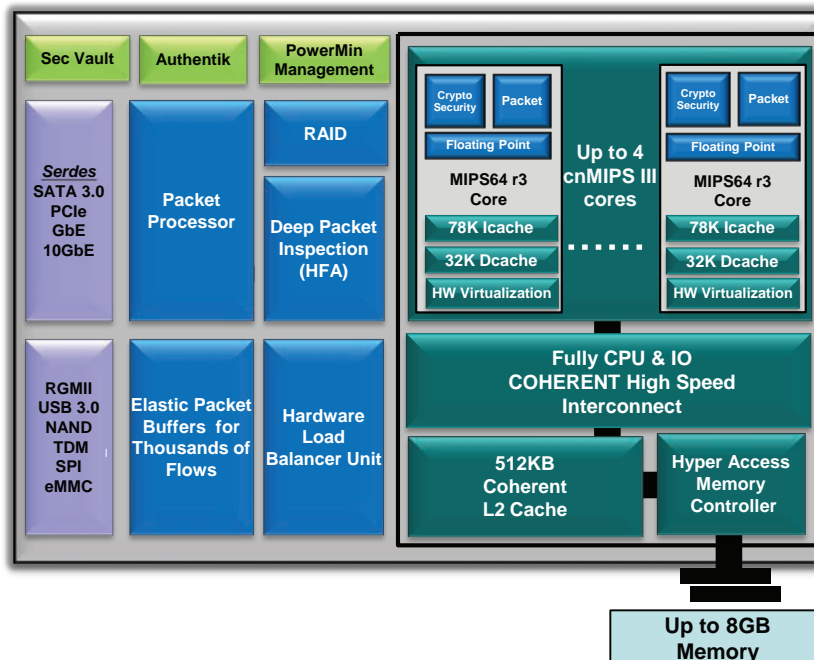 Sec Vault
Authentik
PowerMin
Management
Serdes
SATA 3.0
PCIe
GbE
10GbE
Packet
Processor
RAID
Deep Packet
Inspection
(HFA)
RGMII
USB 3.0
NAND
TDM
SPI
eMMC
Elastic Packet
Buffers for
Thousands of
Flows
Hardware
Load
Balancer Unit
Crypto
Security
Packet
Floating Point
MIPS64 r3
Core
78K Icache
32K Dcache
HW Virtualization
Up to 4
cnMIPS III
cores
......
Crypto
Security
Packet
Floating Point
MIPS64 r3
Core
78K Icache
32K Dcache
HW Virtualization
Fully CPU & IO
COHERENT High Speed
Interconnect
512KB
Coherent
L2 Cache
Hyper Access
Memory
Controller
Up to 8GB
Memory